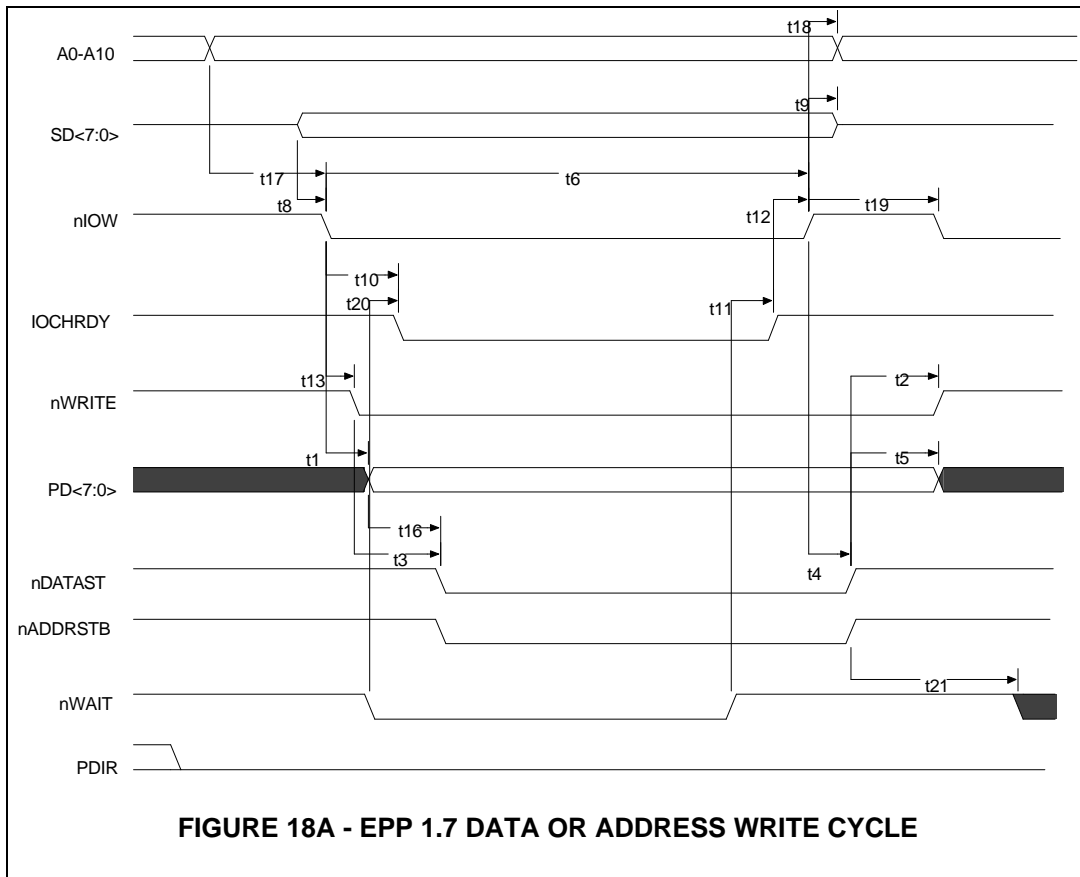 t18
A0-A10
t9
SD<7:0>
t17
t6
t8
t12
t19
nIOW
t10
t20
t11
IOCHRDY
t13
t2
nWRITE
t1
t5
PD<7:0>
t16
t3
t4
nDATAST
nADDRSTB
t21
nWAIT
PDIR
FIGURE 18A - EPP 1.7 DATA OR ADDRESS WRITE CYCLE